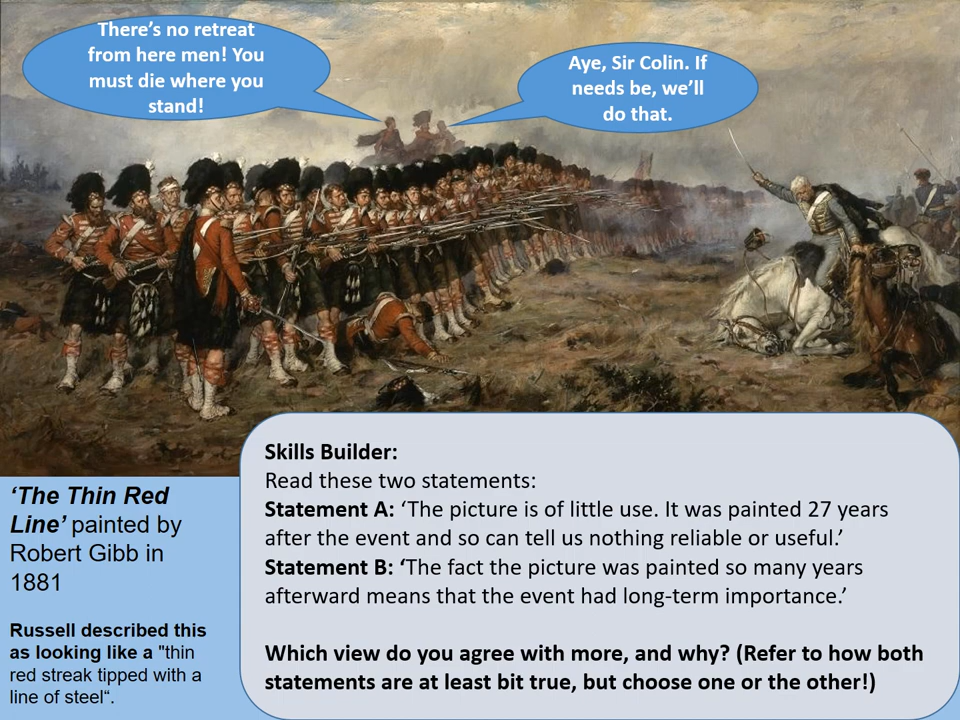 There’s no retreat
from here men! You
must die where you
stand!
Aye, Sir Colin. If
needs be, we’ll
do that.
‘The Thin Red
Line’ painted by
Robert Gibb in
1881
Russell described this
as looking like a "thin
red streak tipped with a
line of steel“.
Skills Builder:
Read these two statements:
Statement A: ‘The picture is of little use. It was painted 27 years
after the event and so can tell us nothing reliable or useful.’
Statement B: ‘The fact the picture was painted so many years
afterward means that the event had long-term importance.’
Which view do you agree with more, and why? (Refer to how both
statements are at least bit true, but choose one or the other!)